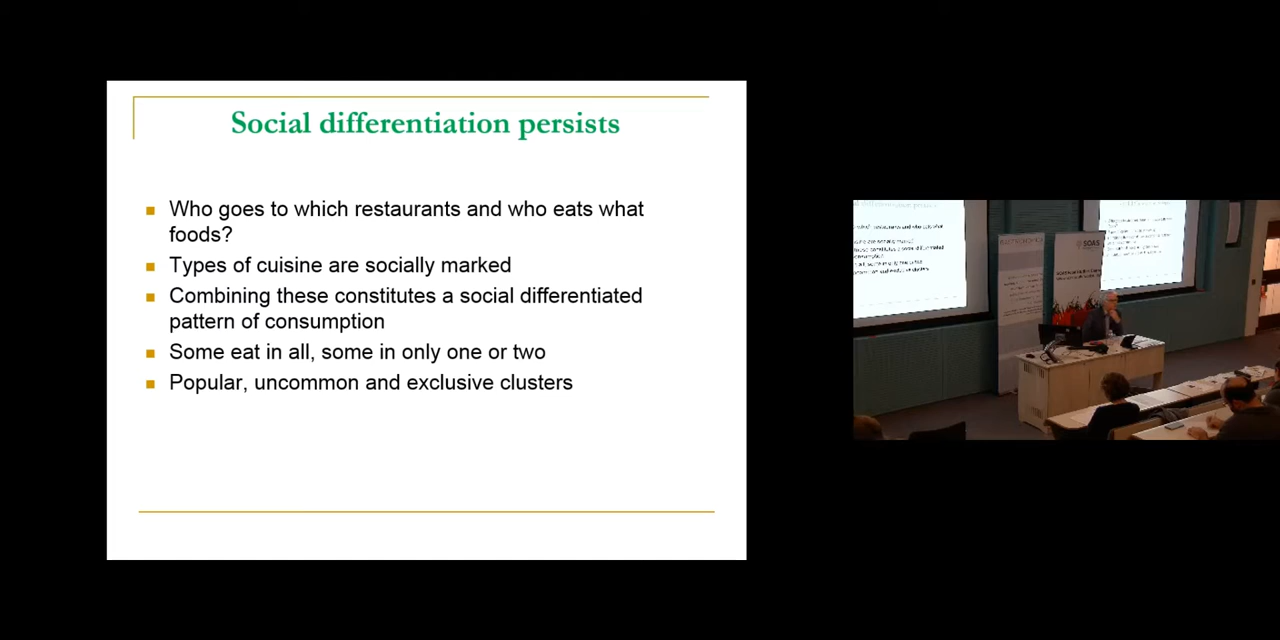 Social differentiation persists
Who goes to which restaurants and who eats what
foods?
Types of cuisine are socially marked
Combining these constitutes a social differentiated
pattern of consumption
Some eat in all, some in only one or two
Popular, uncommon and exclusive clusters
SOAS